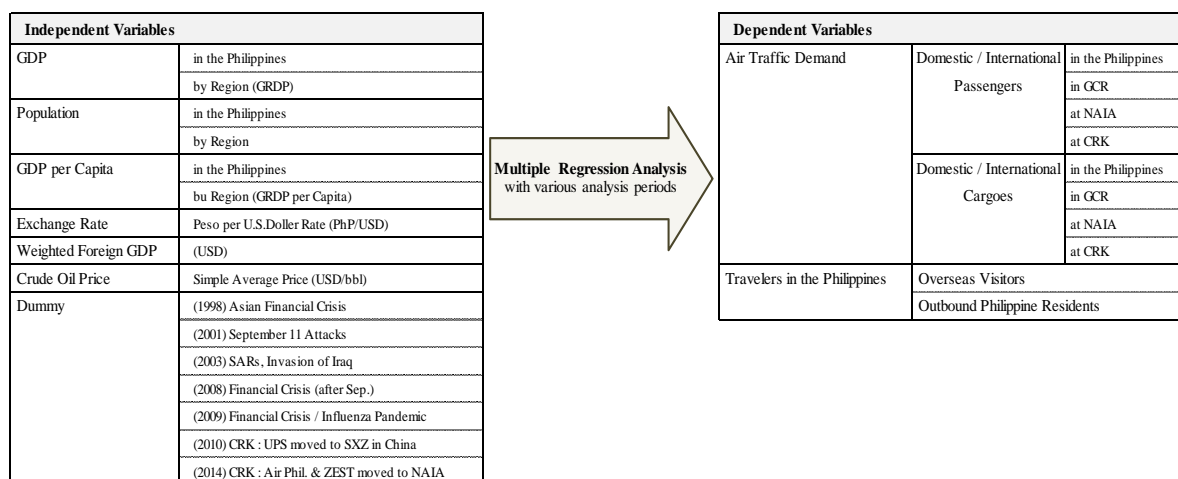 Independent Variables
GDP
in the Philippines
by Region (GRDP)
Population
in the Philippines
by Region
GDP per Capita
in the Philippines
bu Region (GRDP per Capita)
Exchange Rate
Peso per U.S.Doller Rate (PhP/USD)
Weighted Foreign GDP
(USD)
Crude Oil Price
Simple Average Price (USD/bbl)
Dummy
(1998) Asian Financial Crisis
(2001) September 11 Attacks
(2003) SARs, Invasion of Iraq
(2008) Financial Crisis (after Sep.)
(2009) Financial Crisis / Influenza Pandemic
(2010) CRK : UPS moved to SXZ in China
(2014) CRK : Air Phil. & ZEST moved to NAIA
Multiple Regression Analysis
with various analysis periods
Dependent Variables
Air Traffic Demand
Domestic / International
Passengers
in the Philippines
in GCR
at NAIA
at CRK
Domestic / International
Cargoes
in the Philippines
in GCR
at NAIA
at CRK
Travelers in the Philippines
Overseas Visitors
Outbound Philippine Residents